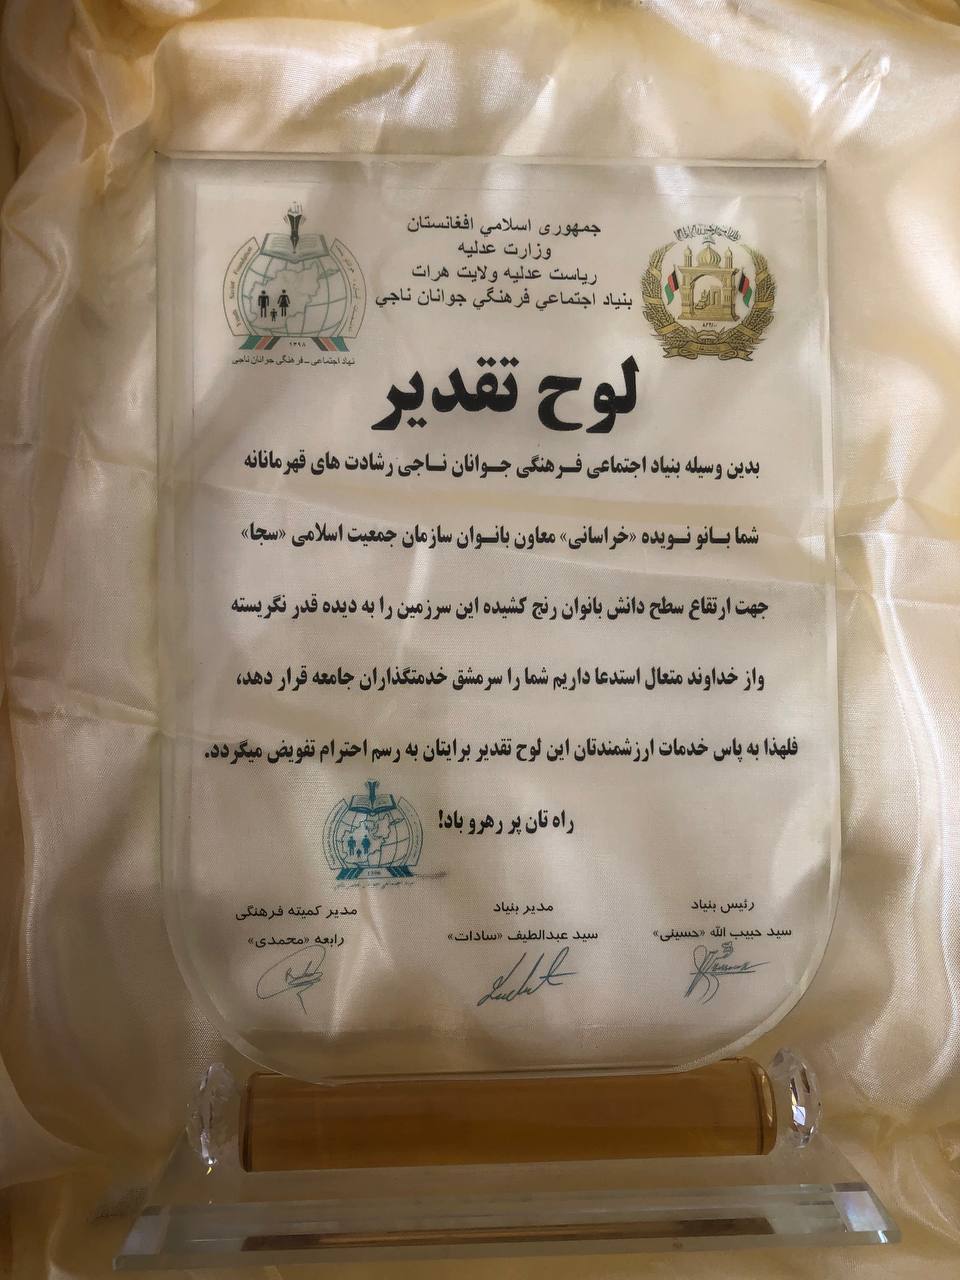 جمهوری اسلامي افغانستان
وزارت عدلیه
ریاست عدلیه ولایت هرات
بنیاد اجتماعي فرهنگي جوانان ناجي
۱۳۹۸
نهاد اجتماعی - فرهنگی جوانان ناجی
لوح تقدیر
بدین وسیله بنیاد اجتماعی فرهنگی جوانان ناجی رشادت های قهرمانانه
شما بانو نویده «خراسانی» معاون بانوان سازمان جمعیت اسلامی «سجا»
جهت ارتقاع سطح دانش بانوان رنج کشیده این سرزمین را به دیده قدر نگریسته
واز خداوند متعال استدعا داریم شما را سرمشق خدمتگذاران جامعه قرار دهد،
فلهذا به پاس خدمات ارزشمندتان این لوح تقدیر برایتان به رسم احترام تفویض میگردد.
راه تان پر رهرو باد!
رئیس بنیاد
سید حبیب الله «حسینی»
مدیر بنیاد
سید عبدالطیف «سادات»
مدیر کمیته فرهنگی
رابعه «محمدی»